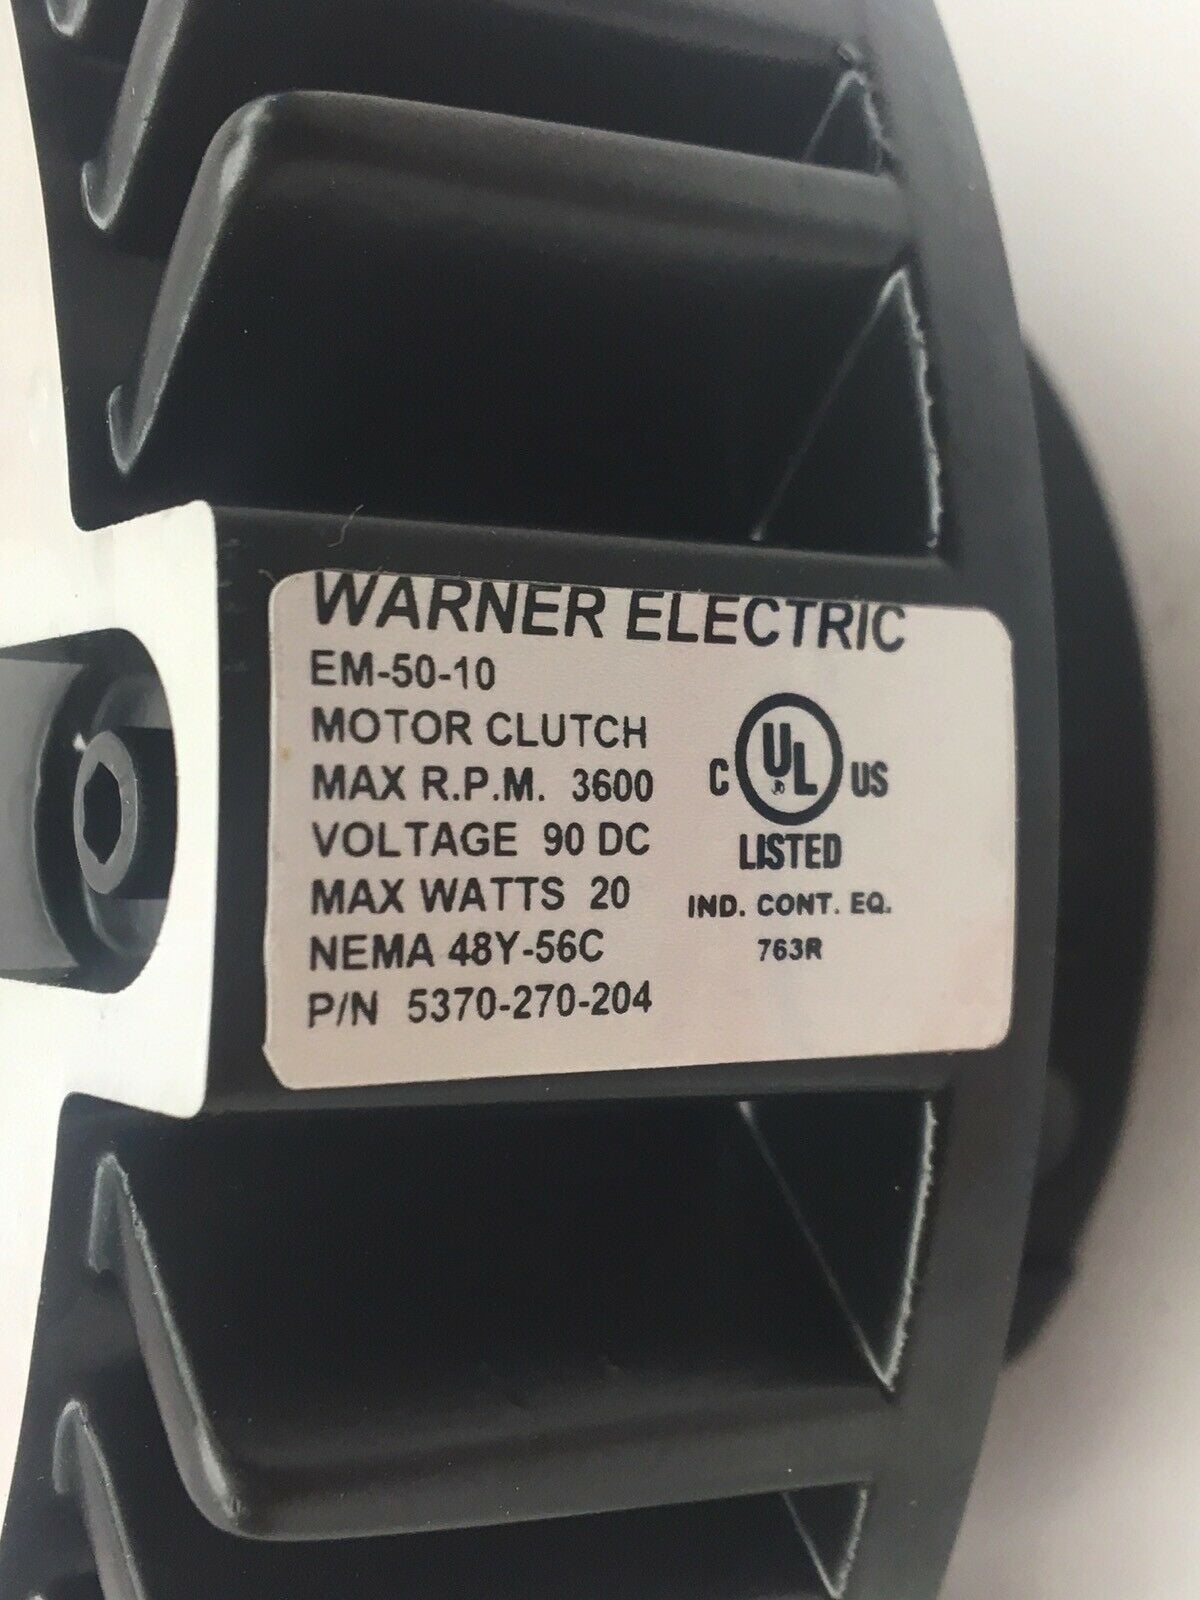 WARNER ELECTRIC
EM-50-10
MOTOR CLUTCH
MAX R.P.M. 3600
VOLTAGE 90 DC
MAX WATTS 20
NEMA 48Y-56C
P/N 5370-270-204
C UL US
LISTED
IND. CONT. EQ.
763R